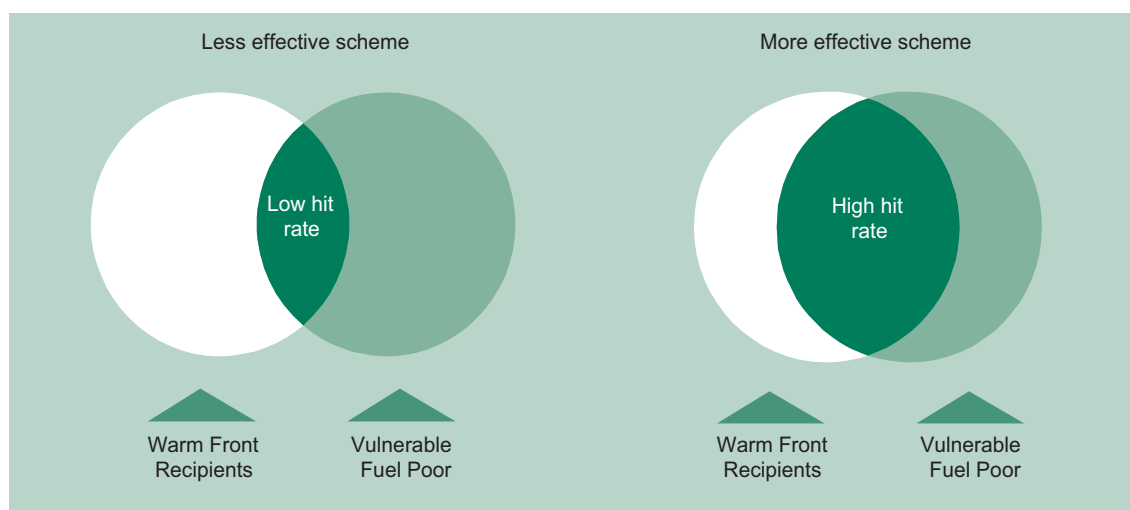 Less effective scheme
Low hit
rate
Warm Front
Recipients
Vulnerable
Fuel Poor
More effective scheme
High hit
rate
Warm Front
Recipients
Vulnerable
Fuel Poor